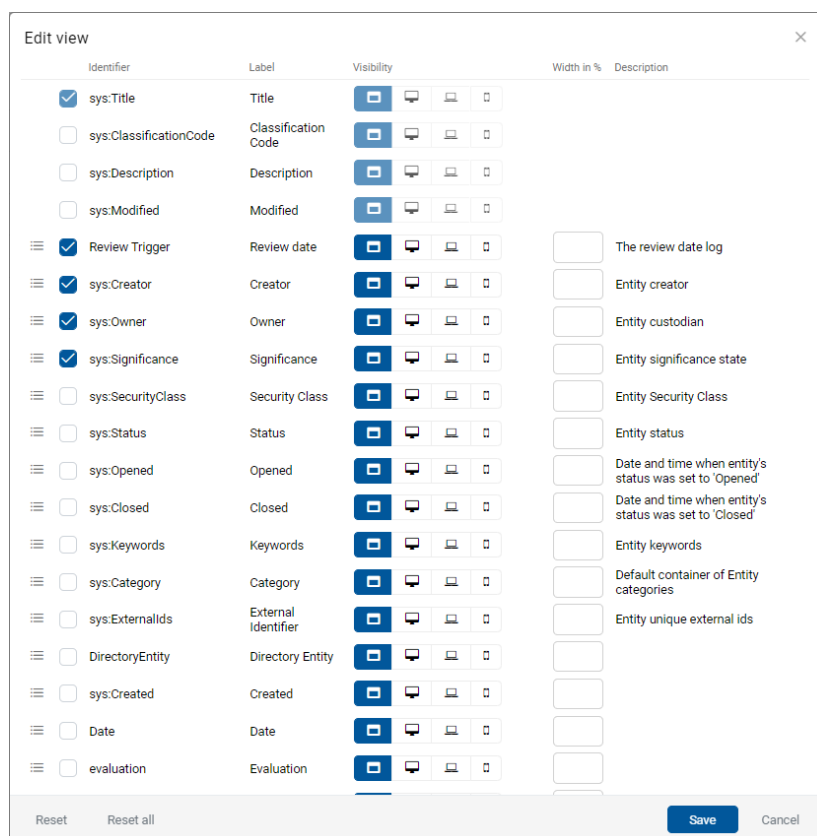 Edit view
Identifier Label Visibility Width in % Description
sys:Title Title
sys:ClassificationCode Classification Code
sys:Description Description
sys:Modified Modified
Review Trigger Review date The review date log
sys:Creator Creator Entity creator
sys:Owner Owner Entity custodian
sys:Significance Significance Entity significance state
sys:SecurityClass Security Class Entity Security Class
sys:Status Status Entity status
sys:Opened Opened Date and time when entity's
status was set to 'Opened'
sys:Closed Closed Date and time when entity's
status was set to 'Closed'
sys:Keywords Keywords Entity keywords
sys:Category Category Default container of Entity
categories
sys:ExternalIds External
Identifier Entity unique external ids
DirectoryEntity Directory Entity
sys:Created Created
Date Date
evaluation Evaluation
Reset Reset all Save Cancel